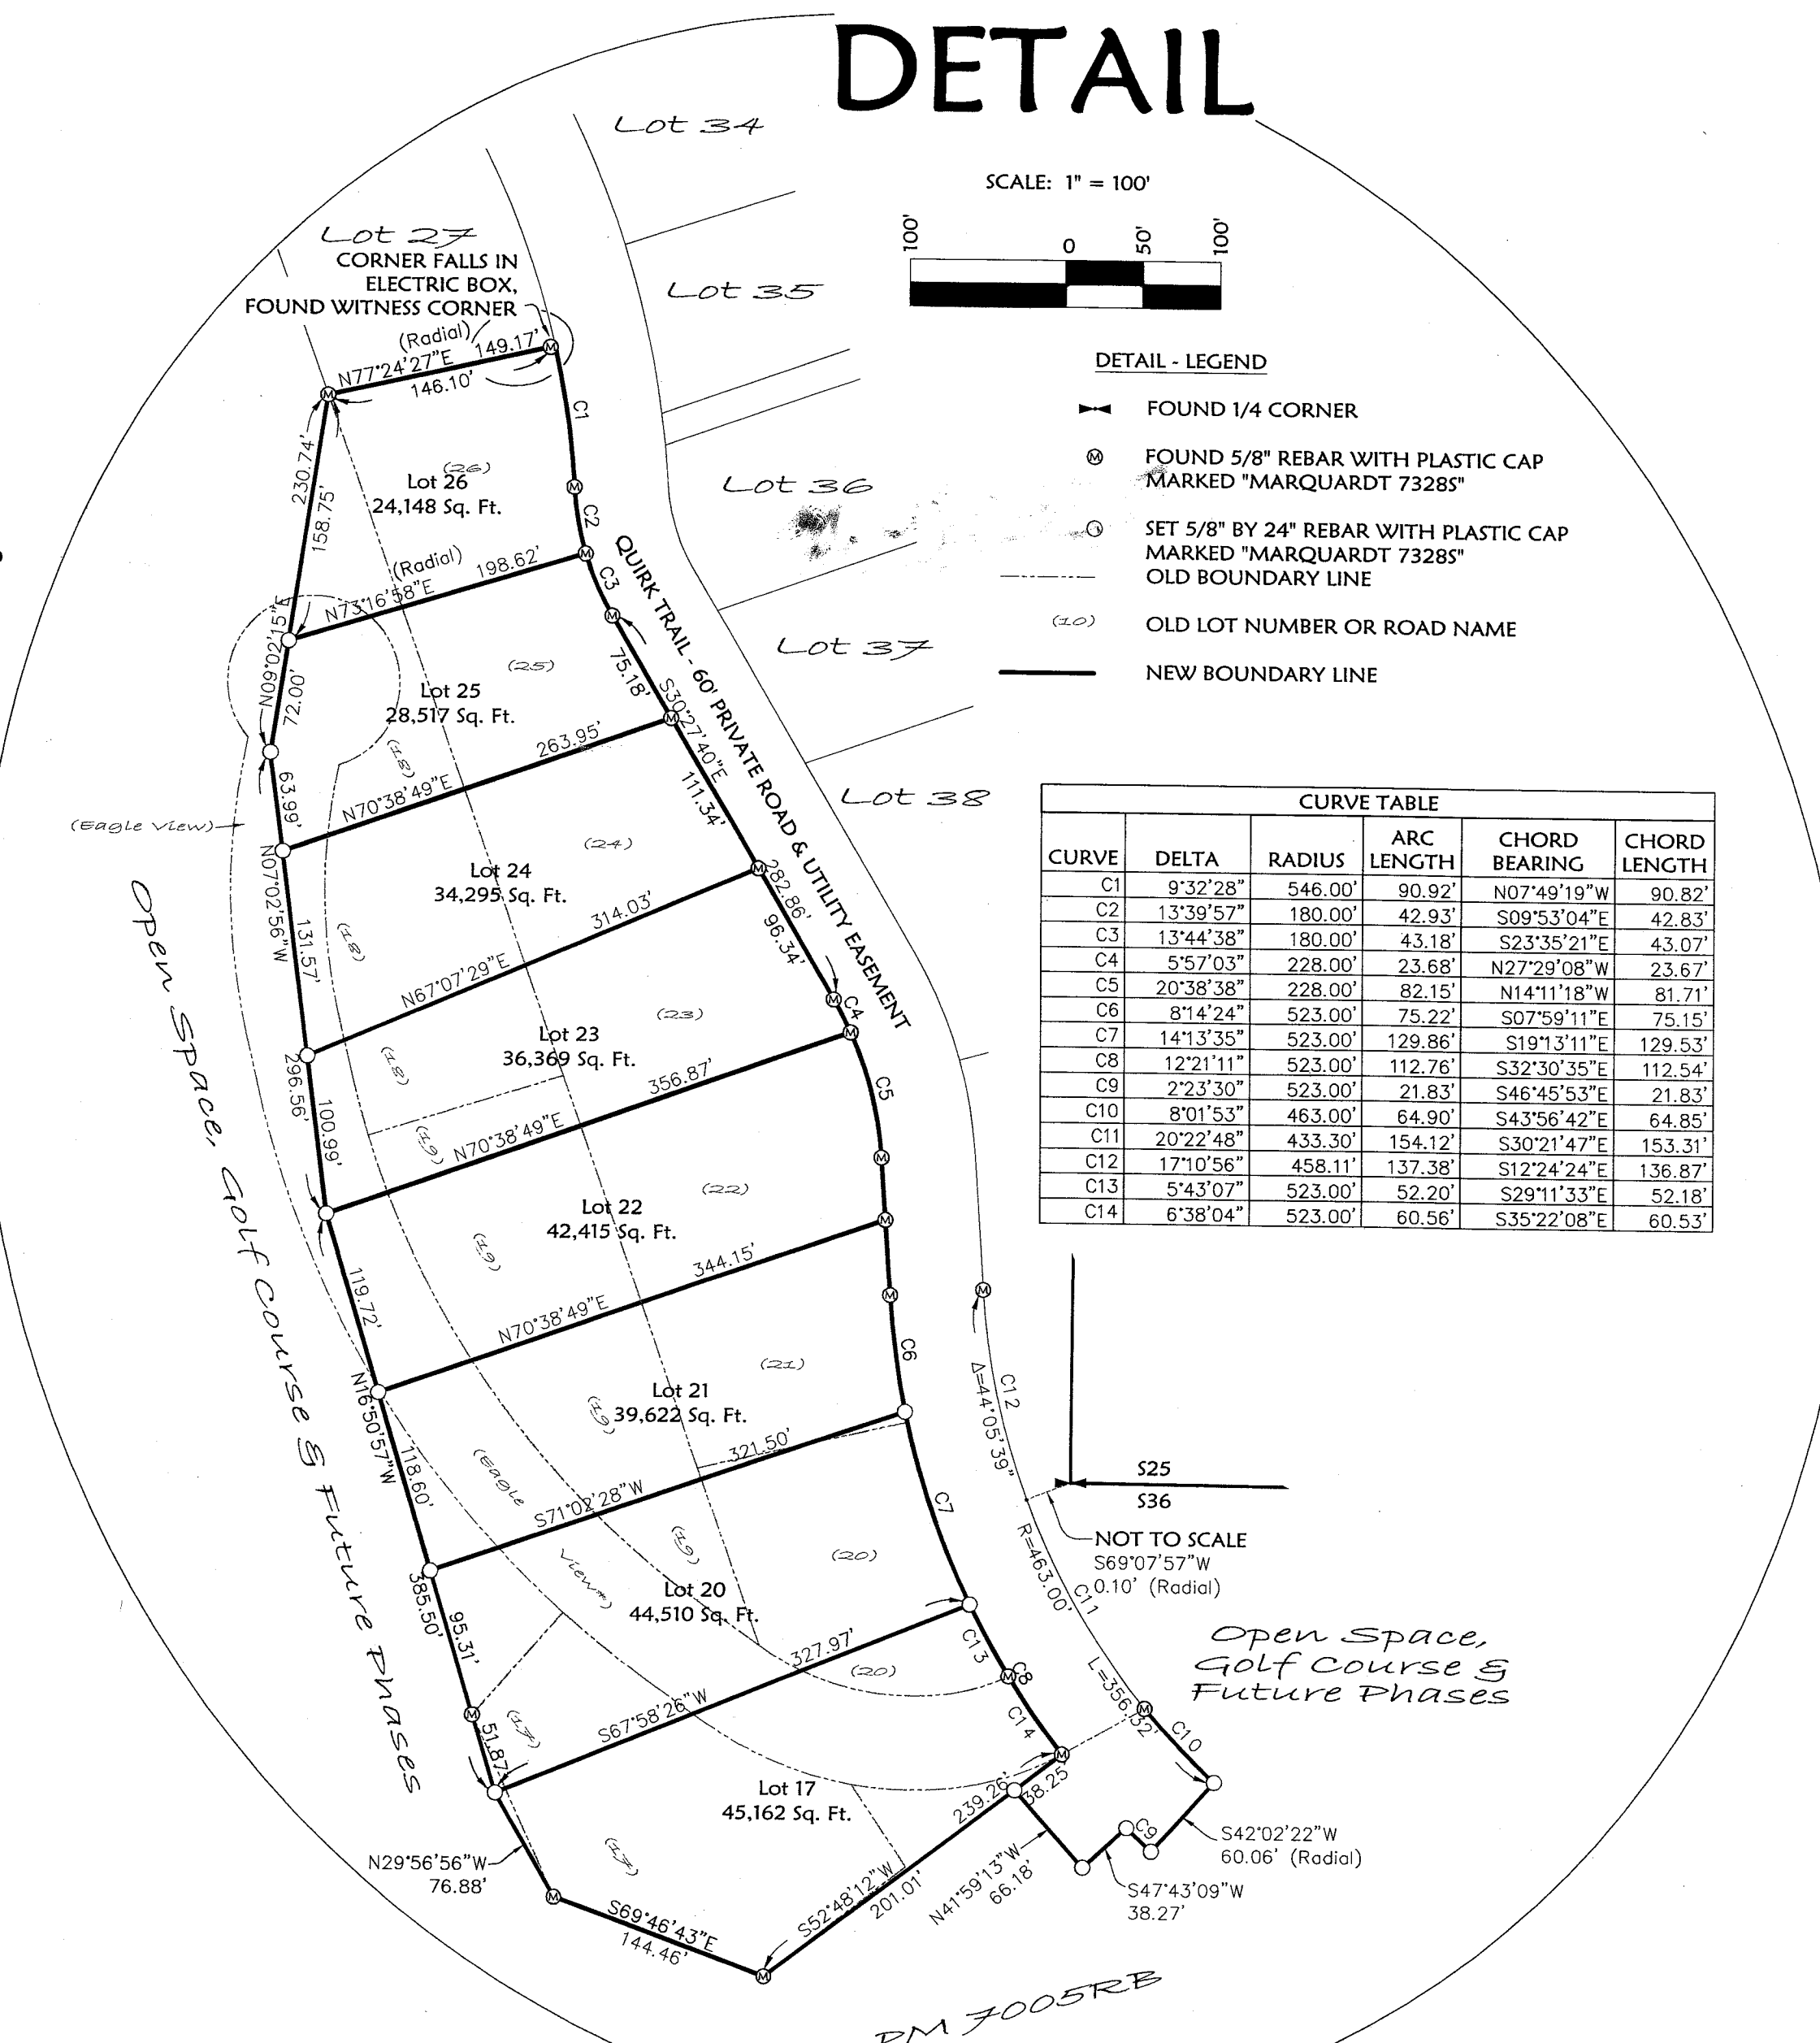 DETAIL
Lot 34
SCALE: 1" = 100'
100'
0
50'
100'
Lot 27
CORNER FALLS IN
ELECTRIC BOX,
FOUND WITNESS CORNER
Lot 35
(Radial)
149.17'
N77°24'27"E
146.10'
C1
DETAIL - LEGEND
FOUND 1/4 CORNER
M FOUND 5/8" REBAR WITH PLASTIC CAP
MARKED "MARQUARDT 7328S"
SET 5/8" BY 24" REBAR WITH PLASTIC CAP
MARKED "MARQUARDT 7328S"
OLD BOUNDARY LINE
(10) OLD LOT NUMBER OR ROAD NAME
NEW BOUNDARY LINE
230.74'
158.75'
(26)
Lot 26
24,148 Sq. Ft.
Lot 36
C2
QUIRK TRAIL - 60' PRIVATE ROAD & UTILITY EASEMENT
(Radial)
198.62'
N73°16'58"E
C3
N09°02'15"E
72.00'
(25)
Lot 25
28,517 Sq. Ft.
75.18'
S30°27'40"E
Lot 37
(18)
263.95'
N70°38'49"E
63.99'
111.34'
Lot 38
(Eagle View)
N07°02'56"W
131.57'
(24)
Lot 24
34,295 Sq. Ft.
282.86'
96.34'
(18)
314.03'
N67°07'29"E
C4
(23)
Lot 23
36,369 Sq. Ft.
(18)
296.56'
100.99'
356.87'
N70°38'49"E
(19)
C5
Open Space, Golf Course & Future Phases
CURVE TABLE
CURVE DELTA RADIUS ARC LENGTH CHORD BEARING CHORD LENGTH
C1 9°32'28" 546.00' 90.92' N07°49'19"W 90.82'
C2 13°39'57" 180.00' 42.93' S09°53'04"E 42.83'
C3 13°44'38" 180.00' 43.18' S23°35'21"E 43.07'
C4 5°57'03" 228.00' 23.68' N27°29'08"W 23.67'
C5 20°38'38" 228.00' 82.15' N14°11'18"W 81.71'
C6 8°14'24" 523.00' 75.22' S07°59'11"E 75.15'
C7 14°13'35" 523.00' 129.86' S19°13'11"E 129.53'
C8 12°21'11" 523.00' 112.76' S32°30'35"E 112.54'
C9 2°23'30" 523.00' 21.83' S46°45'53"E 21.83'
C10 8°01'53" 463.00' 64.90' S43°56'42"E 64.85'
C11 20°22'48" 433.30' 154.12' S30°21'47"E 153.31'
C12 17°10'56" 458.11' 137.38' S12°24'24"E 136.87'
C13 5°43'07" 523.00' 52.20' S29°11'33"E 52.18'
C14 6°38'04" 523.00' 60.56' S35°22'08"E 60.53'
(22)
Lot 22
42,415 Sq. Ft.
(19)
119.72'
344.15'
N70°38'49"E
C6
(21)
Lot 21
39,622 Sq. Ft.
(19)
N16°50'57"W
118.60'
321.50'
S71°02'28"W
(Eagle
View*)
C7
C12
Δ=44°05'39"
S25
S36
NOT TO SCALE
S69°07'57"W
0.10' (Radial)
R=463.00'
C11
L=356.32'
(19)
(20)
Lot 20
44,510 Sq. Ft.
385.50'
95.31'
327.97'
S67°58'26"W
(20)
C13
C8
C14
C10
Open Space,
Golf Course &
Future Phases
(17)
51.87'
Lot 17
45,162 Sq. Ft.
239.26'
38.25'
C9
S42°02'22"W
60.06' (Radial)
N29°56'56"W
76.88'
(17)
S52°48'12"W
201.01'
N41°59'13"W
66.18'
S47°43'09"W
38.27'
S69°46'43"E
144.46'
PM 7005RB